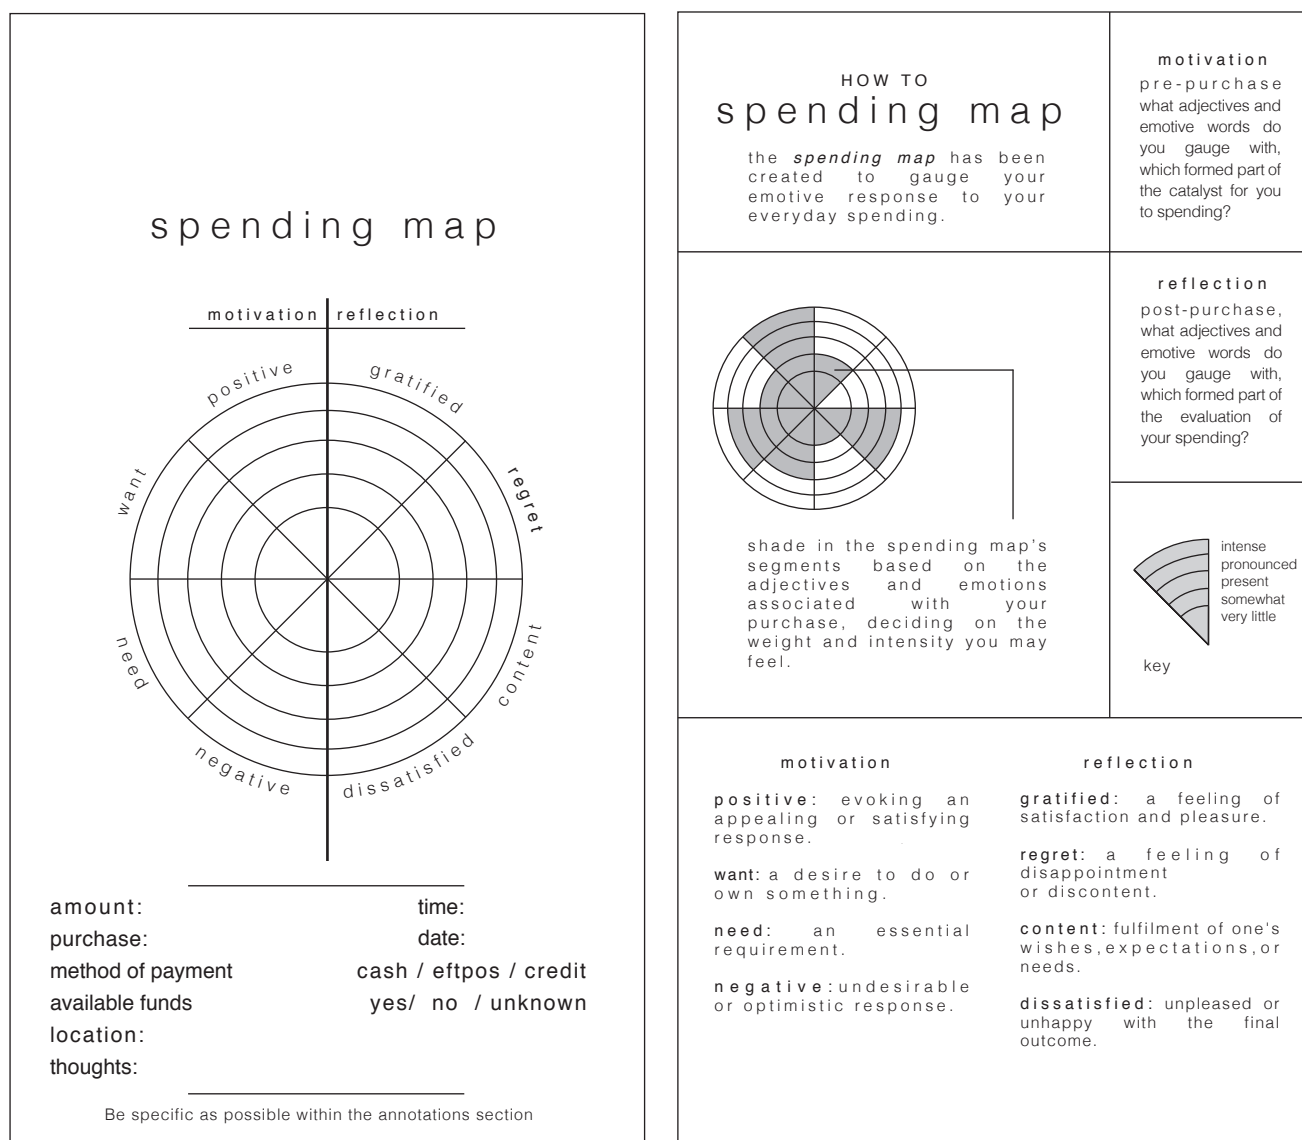 spending map
motivation
reflection
positive
gratified
want
regret
need
content
negative
dissatisfied
amount:
time:
purchase:
date:
method of payment
cash / eftpos / credit
available funds
yes/ no / unknown
location:
thoughts:
Be specific as possible within the annotations section
HOW TO
spending map
the spending map has been
created to gauge your
emotive response to your
everyday spending.
motivation
pre-purchase
what adjectives and
emotive words do
you gauge with,
which formed part of
the catalyst for you
to spending?
reflection
post-purchase,
what adjectives and
emotive words do
you gauge with,
which formed part of
the evaluation of
your spending?
shade in the spending map's
segments based on the
adjectives and emotions
associated with your
purchase, deciding on the
weight and intensity you may
feel.
intense
pronounced
present
somewhat
very little
key
motivation
positive: evoking an
appealing or satisfying
response.
want: a desire to do or
own something.
need: an essential
requirement.
negative: undesirable
or optimistic response.
reflection
gratified: a feeling of
satisfaction and pleasure.
regret: a feeling of
disappointment
or discontent.
content: fulfilment of one's
wishes, expectations, or
needs.
dissatisfied: unpleased or
unhappy with the final
outcome.